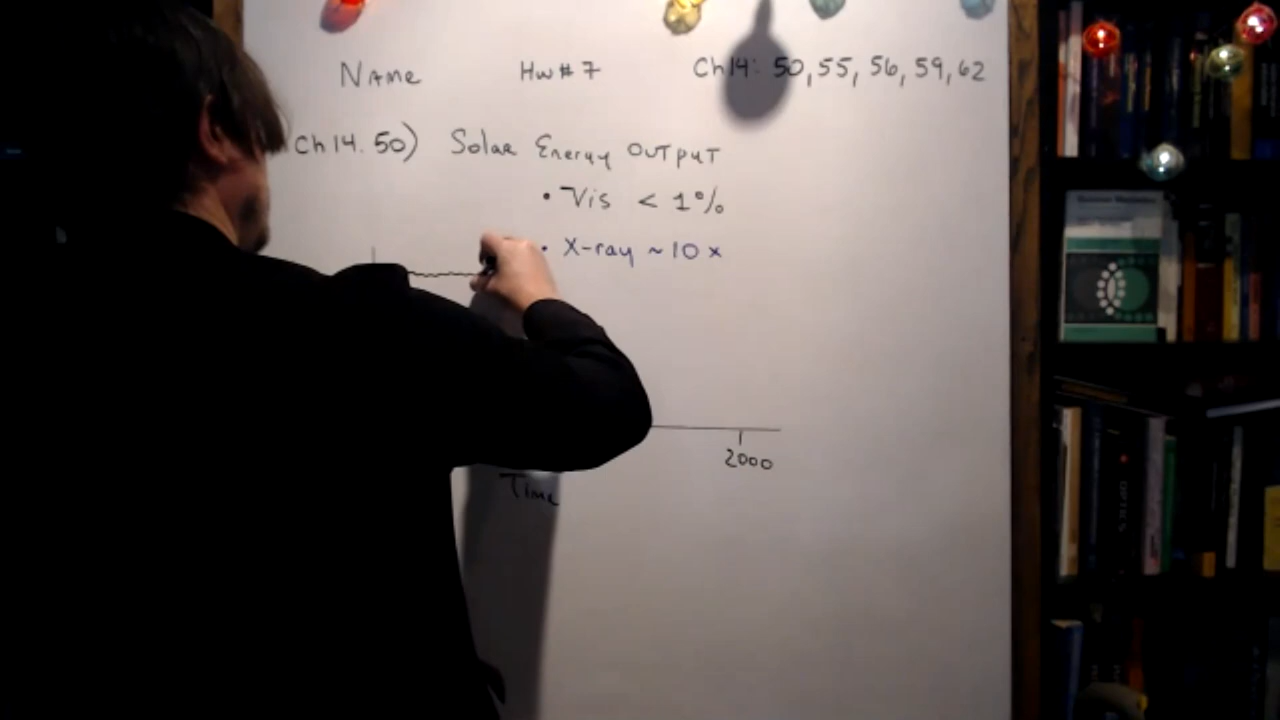 Name Hw # 7 Ch14: 50, 55, 56, 59, 62
Ch14.50) Solar Energy Output
• Vis < 1%
• X-ray ~ 10 x
2000
Time
OPTICS